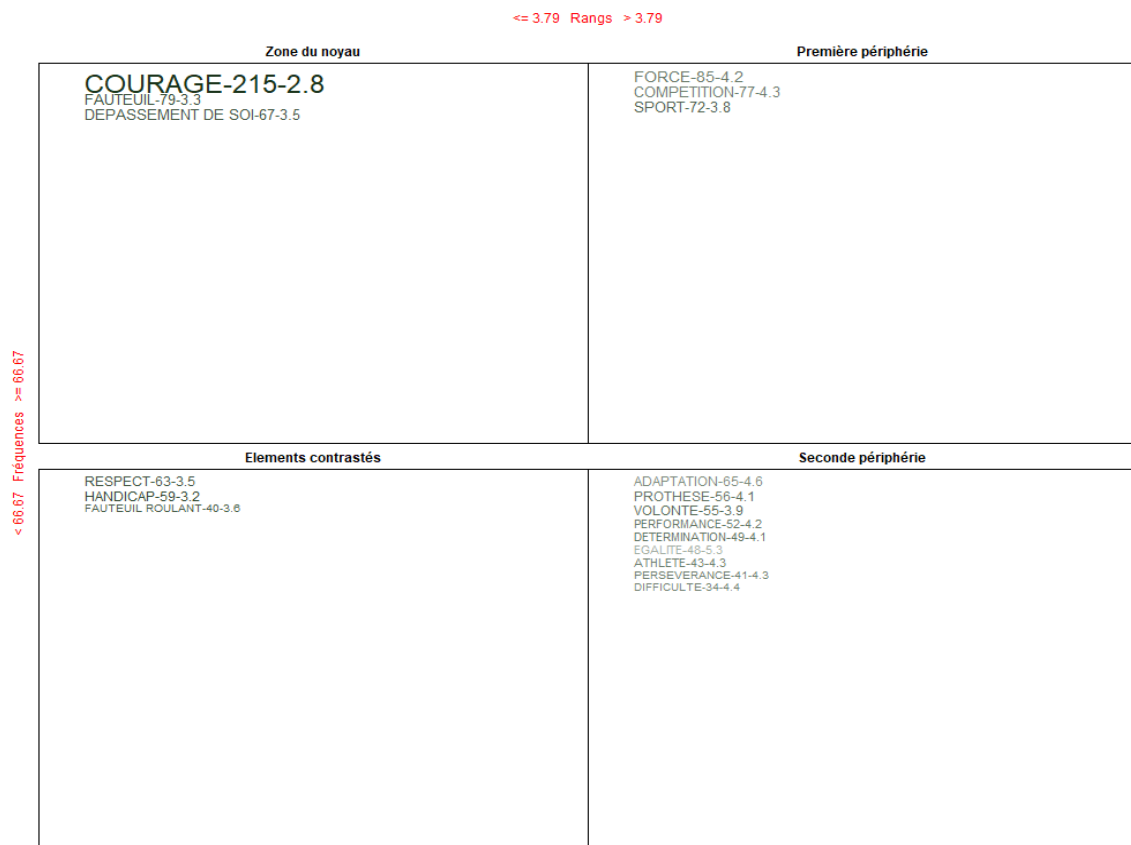 <= 3.79 Rangs > 3.79
Zone du noyau
Première périphérie
COURAGE-215-2.8
FAUTEUIL-79-3.3
DEPASSEMENT DE SOI-67-3.5
FORCE-85-4.2
COMPETITION-77-4.3
SPORT-72-3.8
< 66.67 Fréquences >= 66.67
Elements contrastés
Seconde périphérie
RESPECT-63-3.5
HANDICAP-59-3.2
FAUTEUIL ROULANT-40-3.6
ADAPTATION-65-4.6
PROTHESE-56-4.1
VOLONTE-55-3.9
PERFORMANCE-52-4.2
DETERMINATION-49-4.1
EGALITE-48-5.3
ATHLETE-43-4.3
PERSEVERANCE-41-4.3
DIFFICULTE-34-4.4